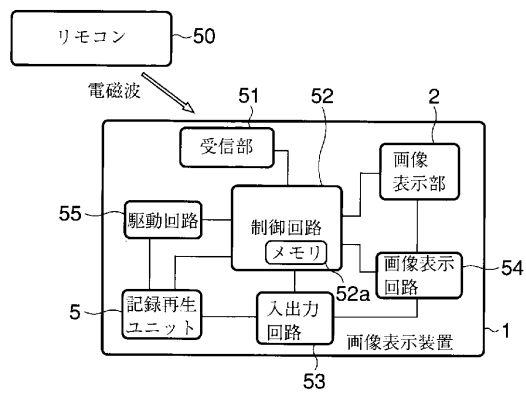 リモコン
50
電磁波
51
52
2
受信部
画像
表示部
55
駆動回路
制御回路
メモリ
52a
画像表示
回路
54
5
記録再生
ユニット
入出力
回路
53
画像表示装置
1